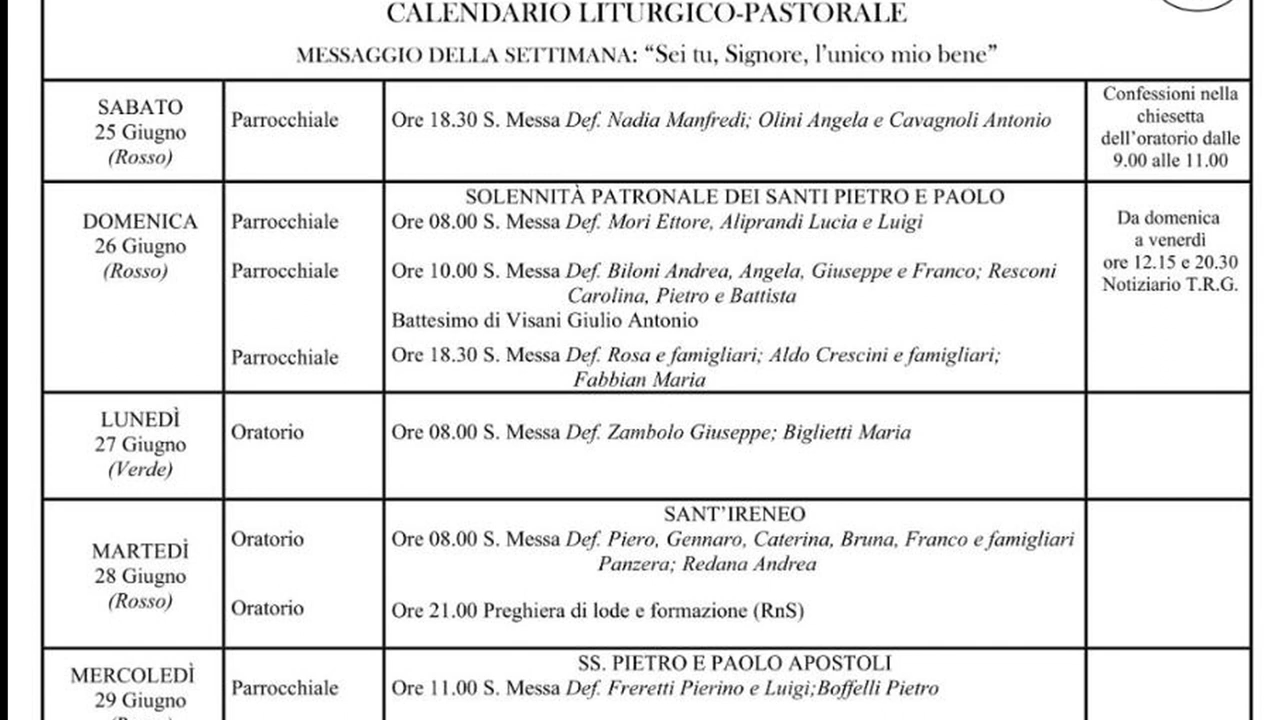 CALENDARIO LITURGICO-PASTORALE
MESSAGGIO DELLA SETTIMANA: “Sei tu, Signore, l’unico mio bene”
SABATO
25 Giugno
(Rosso)
Parrocchiale
Ore 18.30 S. Messa Def. Nadia Manfredi; Olini Angela e Cavagnoli Antonio
Confessioni nella
chiesetta
dell’oratorio dalle
9.00 alle 11.00
DOMENICA
26 Giugno
(Rosso)
SOLENNITÀ PATRONALE DEI SANTI PIETRO E PAOLO
Parrocchiale
Ore 08.00 S. Messa Def. Mori Ettore, Aliprandi Lucia e Luigi
Parrocchiale
Ore 10.00 S. Messa Def. Biloni Andrea, Angela, Giuseppe e Franco; Resconi
Carolina, Pietro e Battista
Battesimo di Visani Giulio Antonio
Parrocchiale
Ore 18.30 S. Messa Def. Rosa e famigliari; Aldo Crescini e famigliari;
Fabbian Maria
Da domenica
a venerdì
ore 12.15 e 20.30
Notiziario T.R.G.
LUNEDÌ
27 Giugno
(Verde)
Oratorio
Ore 08.00 S. Messa Def. Zambolo Giuseppe; Biglietti Maria
MARTEDÌ
28 Giugno
(Rosso)
SANT’IRENEO
Oratorio
Ore 08.00 S. Messa Def. Piero, Gennaro, Caterina, Bruna, Franco e famigliari
Panzera; Redana Andrea
Oratorio
Ore 21.00 Preghiera di lode e formazione (RnS)
MERCOLEDÌ
29 Giugno
SS. PIETRO E PAOLO APOSTOLI
Parrocchiale
Ore 11.00 S. Messa Def. Freretti Pierino e Luigi;Boffelli Pietro